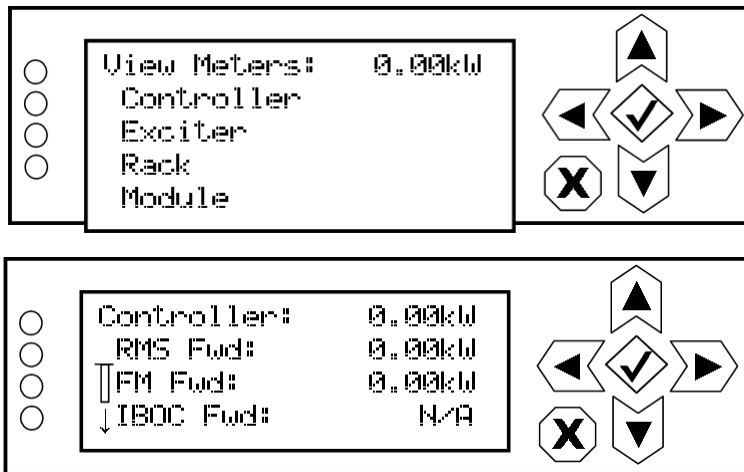 View Meters: 0.00kW
Controller
Exciter
Rack
Module
Controller: 0.00kW
RMS Fwd: 0.00kW
FM Fwd: 0.00kW
↓IBOC Fwd: N/A